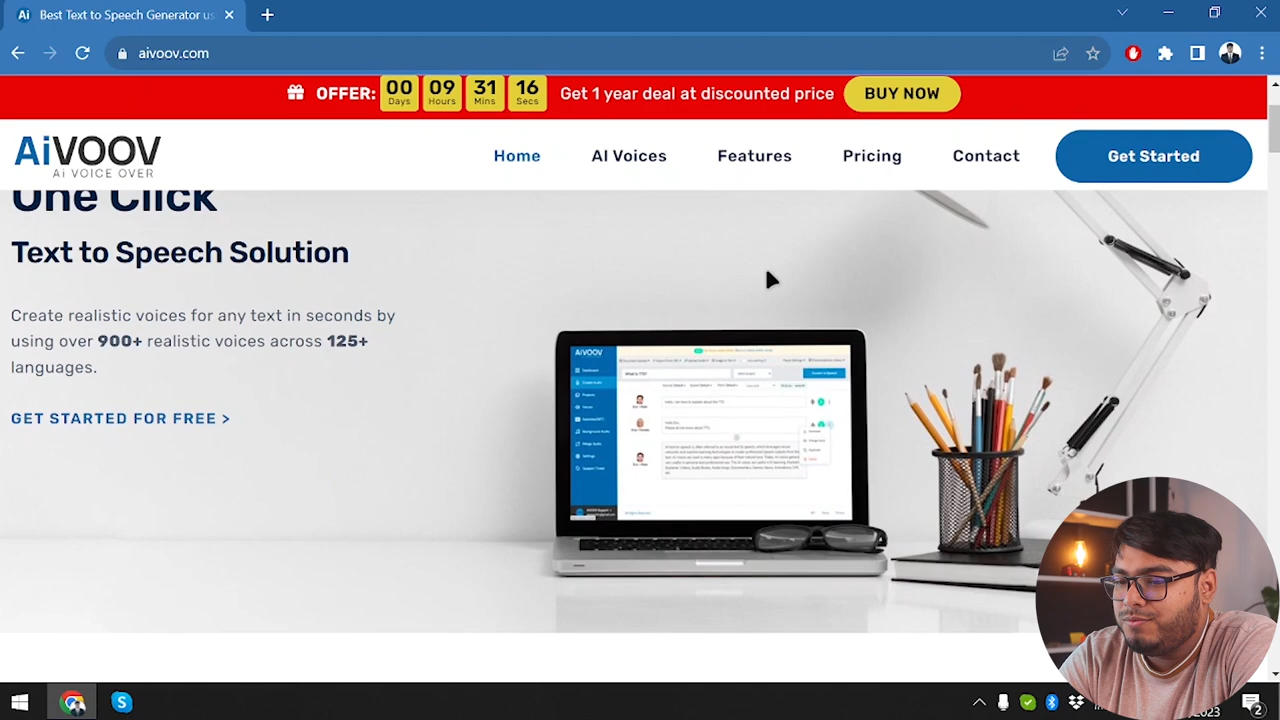 Best Text to Speech Generator us
aivoov.com
OFFER: 00 Days 09 Hours 31 Mins 16 Secs Get 1 year deal at discounted price BUY NOW
AiVOOV
Ai VOICE OVER
Home AI Voices Features Pricing Contact Get Started
One Click
Text to Speech Solution
Create realistic voices for any text in seconds by
using over 900+ realistic voices across 125+
languages.
GET STARTED FOR FREE >
AiVOOV
2023
2